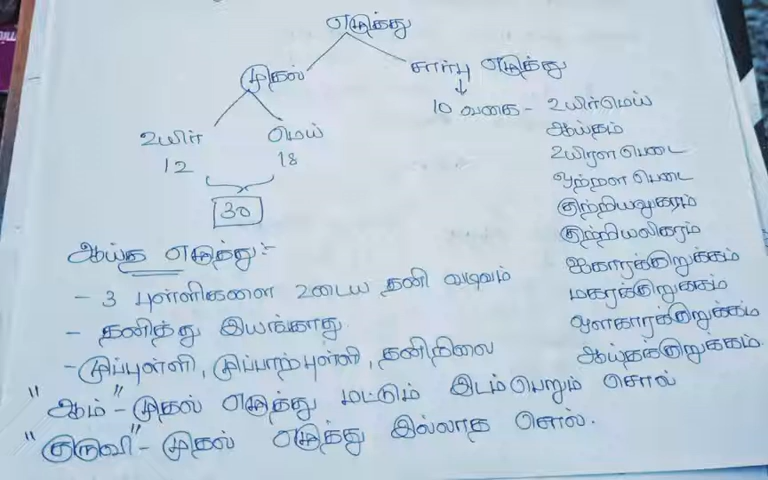 எழுத்து
முதல்
சார்பு எழுத்து
உயிர்
மெய்
12
18
30
10 வகை - உயிர்மெய்
ஆய்தம்
உயிரளபெடை
ஒற்றளபெடை
குற்றியலுகரம்
குற்றியலிகரம்
ஐகாரக்குறுக்கம்
மகரக்குறுக்கம்
ஔகாரக்குறுக்கம்
ஆய்தக்குறுக்கம்
ஆய்த எழுத்து:-
- 3 புள்ளிகளை உடைய தனி வடிவம்
- தனித்து இயங்காது
- முப்புள்ளி, முப்பாற்புள்ளி, தனிநிலை
"ஆம்" - முதல் எழுத்து மட்டும் இடம்பெறும் சொல்
"குருவி" - முதல் எழுத்து இல்லாத சொல்.